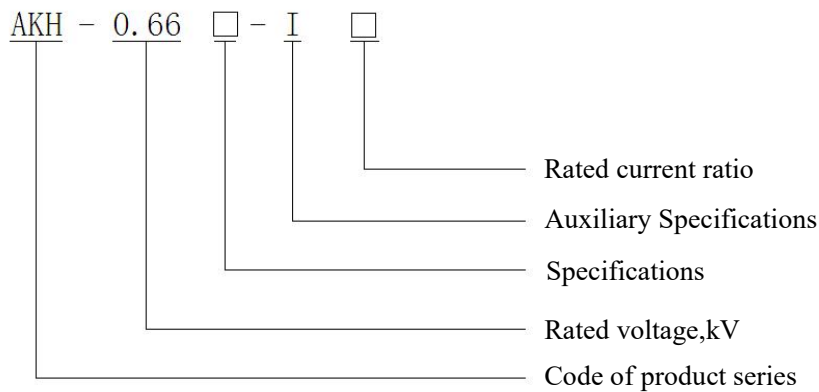 AKH - 0.66 □ - I □
Rated current ratio
Auxiliary Specifications
Specifications
Rated voltage,kV
Code of product series